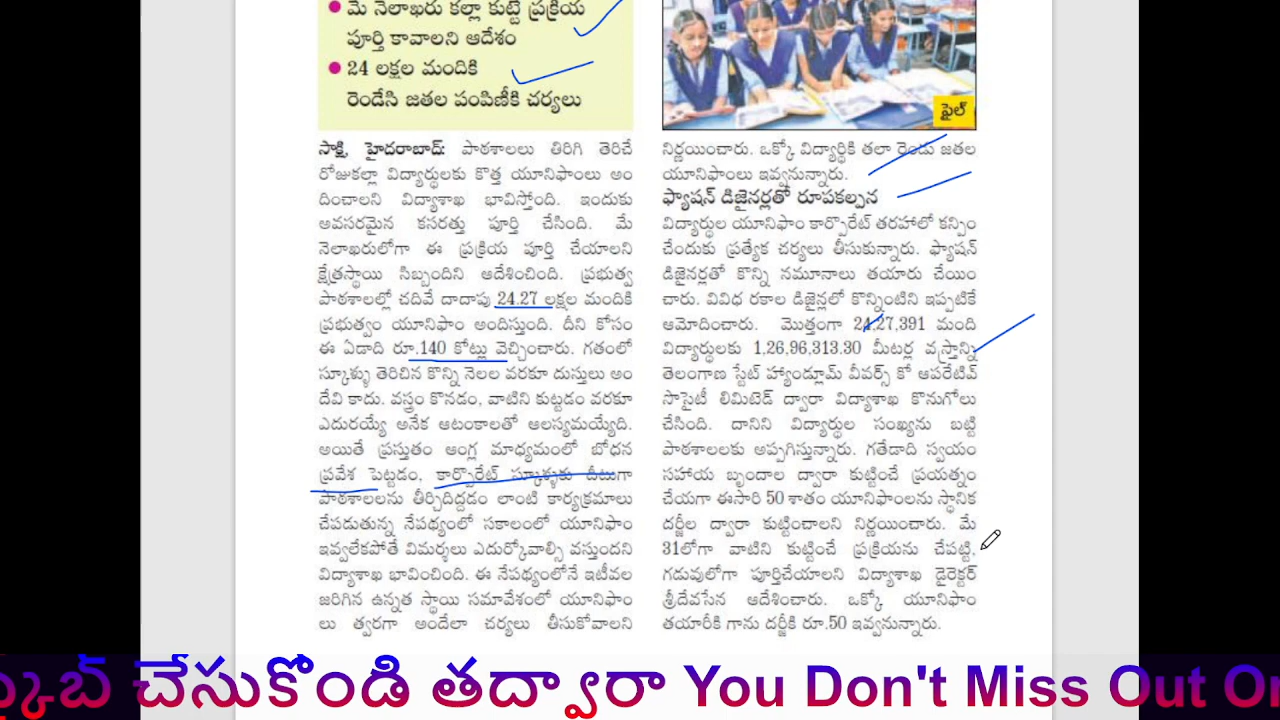 మే నెలాఖరు కల్లా కుట్టే ప్రక్రియ
పూర్తి కావాలని ఆదేశం
24 లక్షల మందికి
రెండేసి జతల పంపిణీకి చర్యలు
ఫైల్
సాక్షి, హైదరాబాద్: పాఠశాలలు తిరిగి తెరిచే
రోజుకల్లా విద్యార్థులకు కొత్త యూనిఫాంలు అం
దించాలని విద్యాశాఖ భావిస్తోంది. ఇందుకు
అవసరమైన కసరత్తు పూర్తి చేసింది. మే
నెలాఖరులోగా ఈ ప్రక్రియ పూర్తి చేయాలని
క్షేత్రస్థాయి సిబ్బందిని ఆదేశించింది. ప్రభుత్వ
పాఠశాలల్లో చదివే దాదాపు 24.27 లక్షల మందికి
ప్రభుత్వం యూనిఫాం అందిస్తుంది. దీని కోసం
ఈ ఏడాది రూ.140 కోట్లు వెచ్చించారు. గతంలో
స్కూళ్ళు తెరిచిన కొన్ని నెలల వరకూ దుస్తులు అం
దేవి కాదు. వస్త్రం కొనడం, వాటిని కుట్టడం వరకూ
ఎదురయ్యే అనేక ఆటంకాలతో ఆలస్యమయ్యేది.
అయితే ప్రస్తుతం ఆంగ్ల మాధ్యమంలో బోధన
ప్రవేశ పెట్టడం, కార్పొరేట్ స్కూళ్ళకు దీటుగా
పాఠశాలలను తీర్చిదిద్దడం లాంటి కార్యక్రమాలు
చేపడుతున్న నేపథ్యంలో సకాలంలో యూనిఫాం
ఇవ్వలేకపోతే విమర్శలు ఎదుర్కోవాల్సి వస్తుందని
విద్యాశాఖ భావించింది. ఈ నేపథ్యంలోనే ఇటీవల
జరిగిన ఉన్నత స్థాయి సమావేశంలో యూనిఫాం
లు త్వరగా అందేలా చర్యలు తీసుకోవాలని
నిర్ణయించారు. ఒక్కో విద్యార్థికి తలా రెండు జతల
యూనిఫాంలు ఇవ్వనున్నారు.
ఫ్యాషన్ డిజైనర్లతో రూపకల్పన
విద్యార్థుల యూనిఫాం కార్పొరేట్ తరహాలో కన్పిం
చేందుకు ప్రత్యేక చర్యలు తీసుకున్నారు. ఫ్యాషన్
డిజైనర్లతో కొన్ని నమూనాలు తయారు చేయిం
చారు. వివిధ రకాల డిజైన్లలో కొన్నింటిని ఇప్పటికే
ఆమోదించారు. మొత్తంగా 24,27,391 మంది
విద్యార్థులకు 1,26,96,313.30 మీటర్ల వస్త్రాన్ని
తెలంగాణ స్టేట్ హ్యాండ్లూమ్ వీవర్స్ కో ఆపరేటివ్
సొసైటీ లిమిటెడ్ ద్వారా విద్యాశాఖ కొనుగోలు
చేసింది. దానిని విద్యార్థుల సంఖ్యను బట్టి
పాఠశాలలకు అప్పగిస్తున్నారు. గతేడాది స్వయం
సహాయ బృందాల ద్వారా కుట్టించే ప్రయత్నం
చేయగా ఈసారి 50 శాతం యూనిఫాంలను స్థానిక
దర్జీల ద్వారా కుట్టించాలని నిర్ణయించారు. మే
31లోగా వాటిని కుట్టించే ప్రక్రియను చేపట్టి,
గడువులోగా పూర్తిచేయాలని విద్యాశాఖ డైరెక్టర్
శ్రీదేవసేన ఆదేశించారు. ఒక్కో యూనిఫాం
తయారీకి గాను దర్జీకి రూ.50 ఇవ్వనున్నారు.
చేసుకోండి తద్వారా You Don't Miss Out